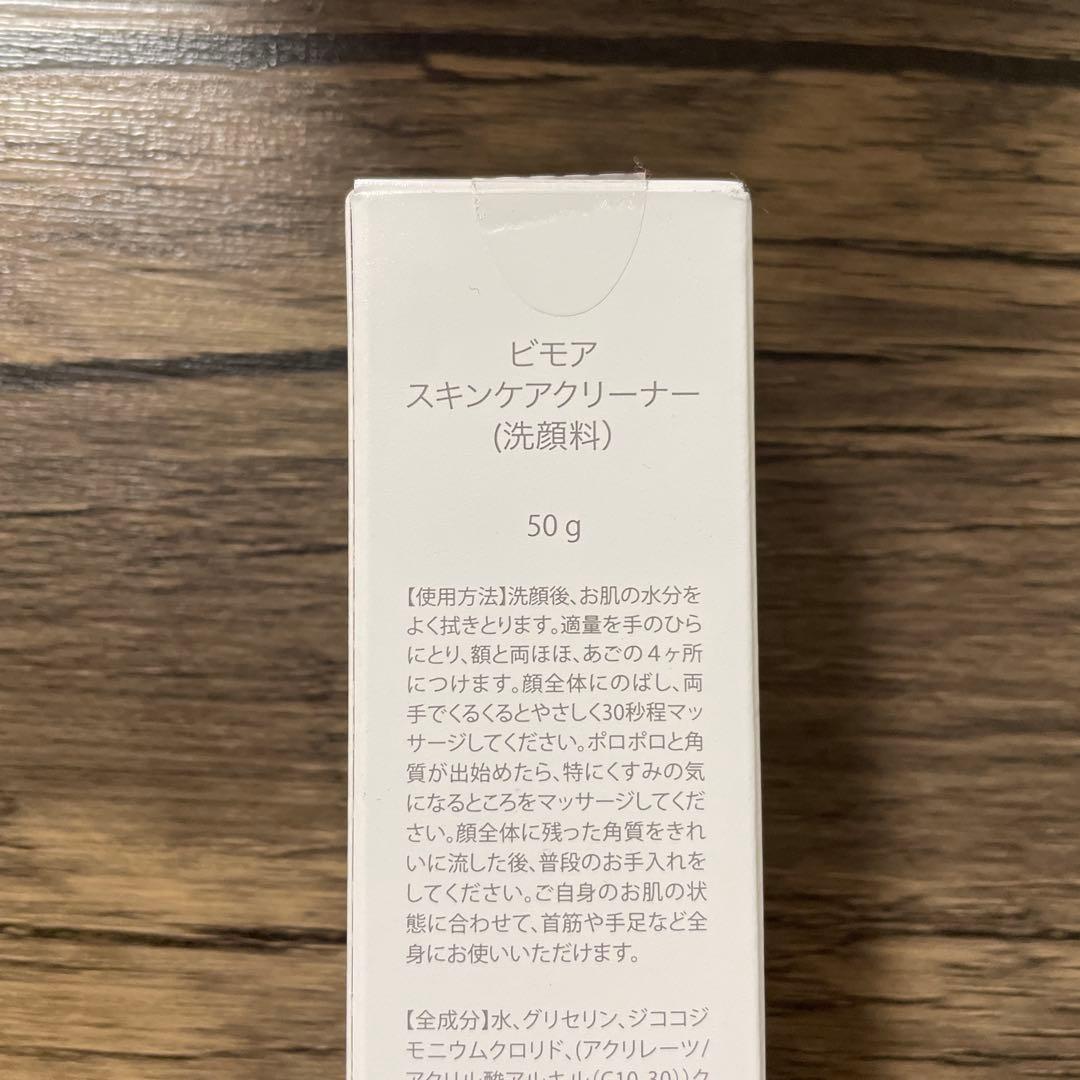 ビモア
スキンケアクリーナー
(洗顔料)
50 g
【使用方法】洗顔後、お肌の水分を
よく拭きとります。適量を手のひら
にとり、額と両ほほ、あごの４ヶ所
につけます。顔全体にのばし、両
手でくるくるとやさしく30秒程マッ
サージしてください。ポロポロと角
質が出始めたら、特にくすみの気
になるところをマッサージしてくだ
さい。顔全体に残った角質をきれ
いに流した後、普段のお手入れを
してください。ご自身のお肌の状
態に合わせて、首筋や手足など全
身にお使いいただけます。
【全成分】水、グリセリン、ジココジ
モニウムクロリド、(アクリレーツ/
アクリル酸アルキル(C10-30))ク